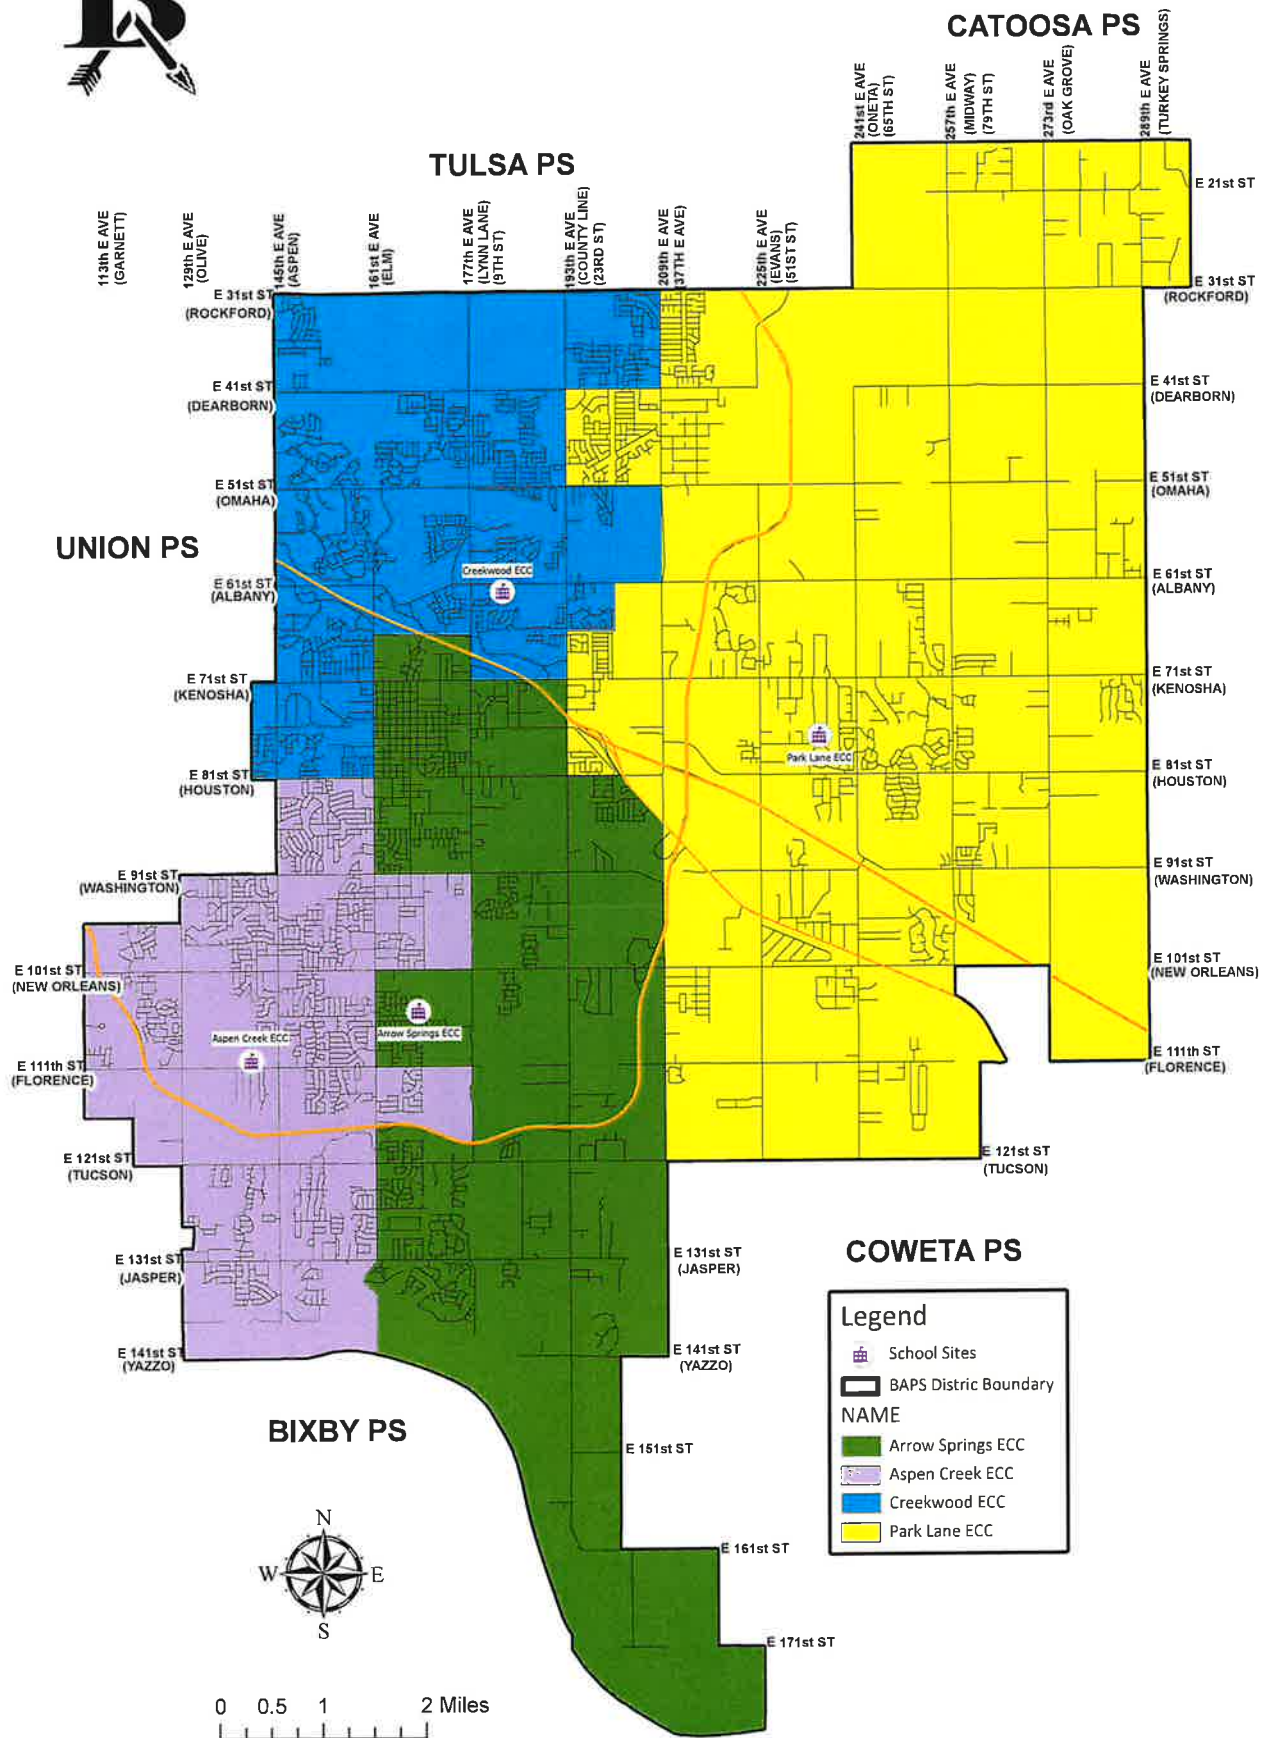 CATOOSA PS
241st E AVE
(ONETA)
(65TH ST)
257th E AVE
(MIDWAY)
(79TH ST)
273rd E AVE
(OAK GROVE)
289th E AVE
(TURKEY SPRINGS)
TULSA PS
113th E AVE
(GARNETT)
129th E AVE
(OLIVE)
145th E AVE
(ASPEN)
161st E AVE
(ELM)
177th E AVE
(LYNN LANE)
(9TH ST)
193th E AVE
(COUNTY LINE)
(23RD ST)
209th E AVE
(37TH E AVE)
225th E AVE
(EVANS)
(51ST ST)
E 21st ST
E 31st ST
(ROCKFORD)
E 31st ST
(ROCKFORD)
E 41st ST
(DEARBORN)
E 41st ST
(DEARBORN)
E 51st ST
(OMAHA)
E 51st ST
(OMAHA)
UNION PS
Creekwood ECC
E 61st ST
(ALBANY)
E 61st ST
(ALBANY)
E 71st ST
(KENOSHA)
E 71st ST
(KENOSHA)
Park Lane ECC
E 81st ST
(HOUSTON)
E 81st ST
(HOUSTON)
E 91st ST
(WASHINGTON)
E 91st ST
(WASHINGTON)
E 101st ST
(NEW ORLEANS)
E 101st ST
(NEW ORLEANS)
Aspen Creek ECC
Arrow Springs ECC
E 111th ST
(FLORENCE)
E 111th ST
(FLORENCE)
E 121st ST
(TUCSON)
E 121st ST
(TUCSON)
E 131st ST
(JASPER)
E 131st ST
(JASPER)
COWETA PS
E 141st ST
(YAZZO)
E 141st ST
(YAZZO)
Legend
School Sites
BAPS Distric Boundary
NAME
Arrow Springs ECC
Aspen Creek ECC
Creekwood ECC
Park Lane ECC
BIXBY PS
E 151st ST
E 161st ST
E 171st ST
N
W
E
S
0 0.5 1 2 Miles